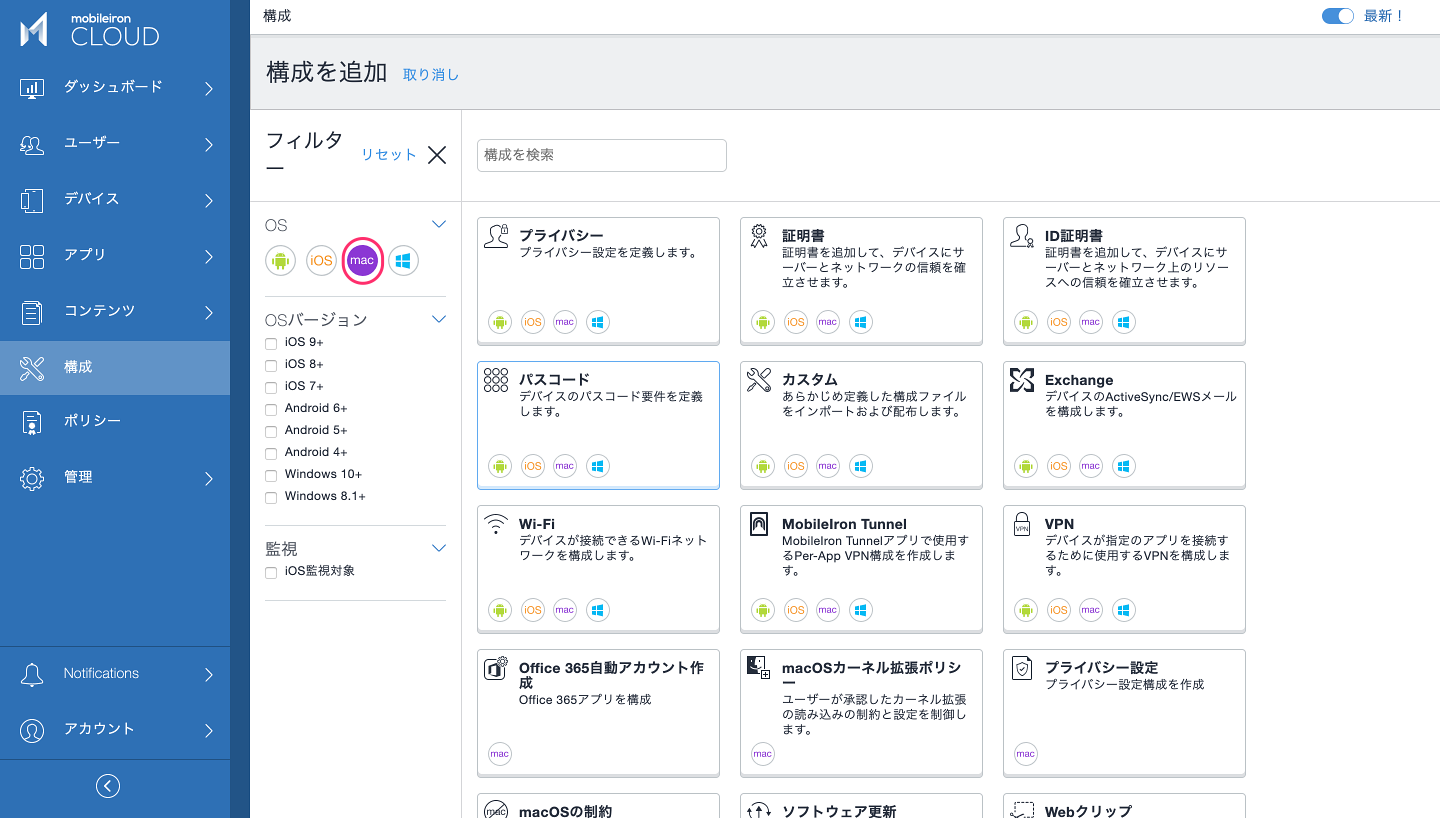 mobileiron
CLOUD
ダッシュボード
ユーザー
デバイス
アプリ
コンテンツ
構成
ポリシー
管理
Notifications
アカウント
構成
最新！
構成を追加
取り消し
フィルタ
ー
リセット
OS
iOS
mac
OSバージョン
iOS 9+
iOS 8+
iOS 7+
Android 6+
Android 5+
Android 4+
Windows 10+
Windows 8.1+
監視
iOS監視対象
構成を検索
プライバシー
プライバシー設定を定義します。
iOS
mac
証明書
証明書を追加して、デバイスにサ
ーバーとネットワークの信頼を確
立させます。
iOS
mac
ID証明書
証明書を追加して、デバイスにサ
ーバーとネットワーク上のリソー
スへの信頼を確立させます。
iOS
mac
パスコード
デバイスのパスコード要件を定義
します。
iOS
mac
カスタム
あらかじめ定義した構成ファイル
をインポートおよび配布します。
iOS
mac
Exchange
デバイスのActiveSync/EWSメール
を構成します。
iOS
mac
Wi-Fi
デバイスが接続できるWi-Fiネット
ワークを構成します。
iOS
mac
MobileIron Tunnel
MobileIron Tunnelアプリで使用す
るPer-App VPN構成を作成しま
す。
iOS
mac
VPN
VPN
デバイスが指定のアプリを接続す
るために使用するVPNを構成しま
す。
iOS
mac
Office 365自動アカウント作
成
Office 365アプリを構成
mac
macOSカーネル拡張ポリシ
ー
ユーザーが承認したカーネル拡張
の読み込みの制約と設定を制御し
ます。
mac
プライバシー設定
プライバシー設定構成を作成
mac
mac
macOSの制約
ソフトウェア更新
Webクリップ